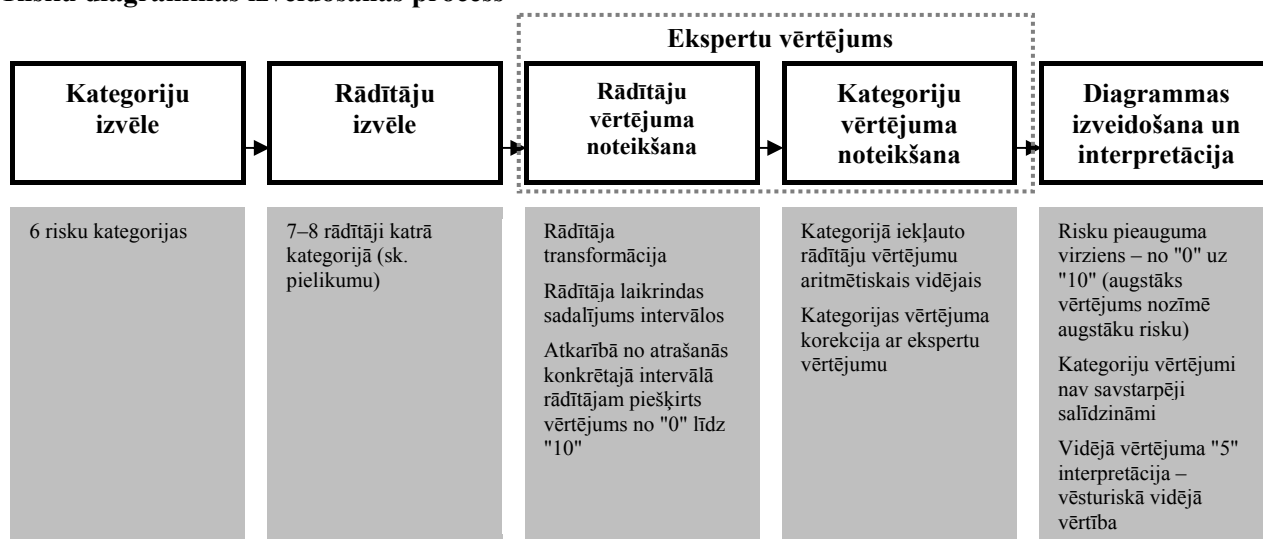 Risku diagrammas izveidošanas process
Ekspertu vērtējums
Kategoriju
izvēle
Rādītāju
izvēle
Rādītāju
vērtējuma
noteikšana
Kategoriju
vērtējuma
noteikšana
Diagrammas
izveidošana un
interpretācija
6 risku kategorijas
7–8 rādītāji katrā
kategorijā (sk.
pielikumu)
Rādītāja
transformācija
Rādītāja laikrindas
sadalījums intervālos
Atkarībā no atrašanās
konkrētajā intervālā
rādītājam piešķirts
vērtējums no "0" līdz
"10"
Kategorijā iekļauto
rādītāju vērtējumu
aritmētiskais vidējais
Kategorijas vērtējuma
korekcija ar ekspertu
vērtējumu
Risku pieauguma
virziens – no "0" uz
"10" (augstāks
vērtējums nozīmē
augstāku risku)
Kategoriju vērtējumi
nav savstarpēji
salīdzināmi
Vidējā vērtējuma "5"
interpretācija –
vēsturiskā vidējā
vērtība